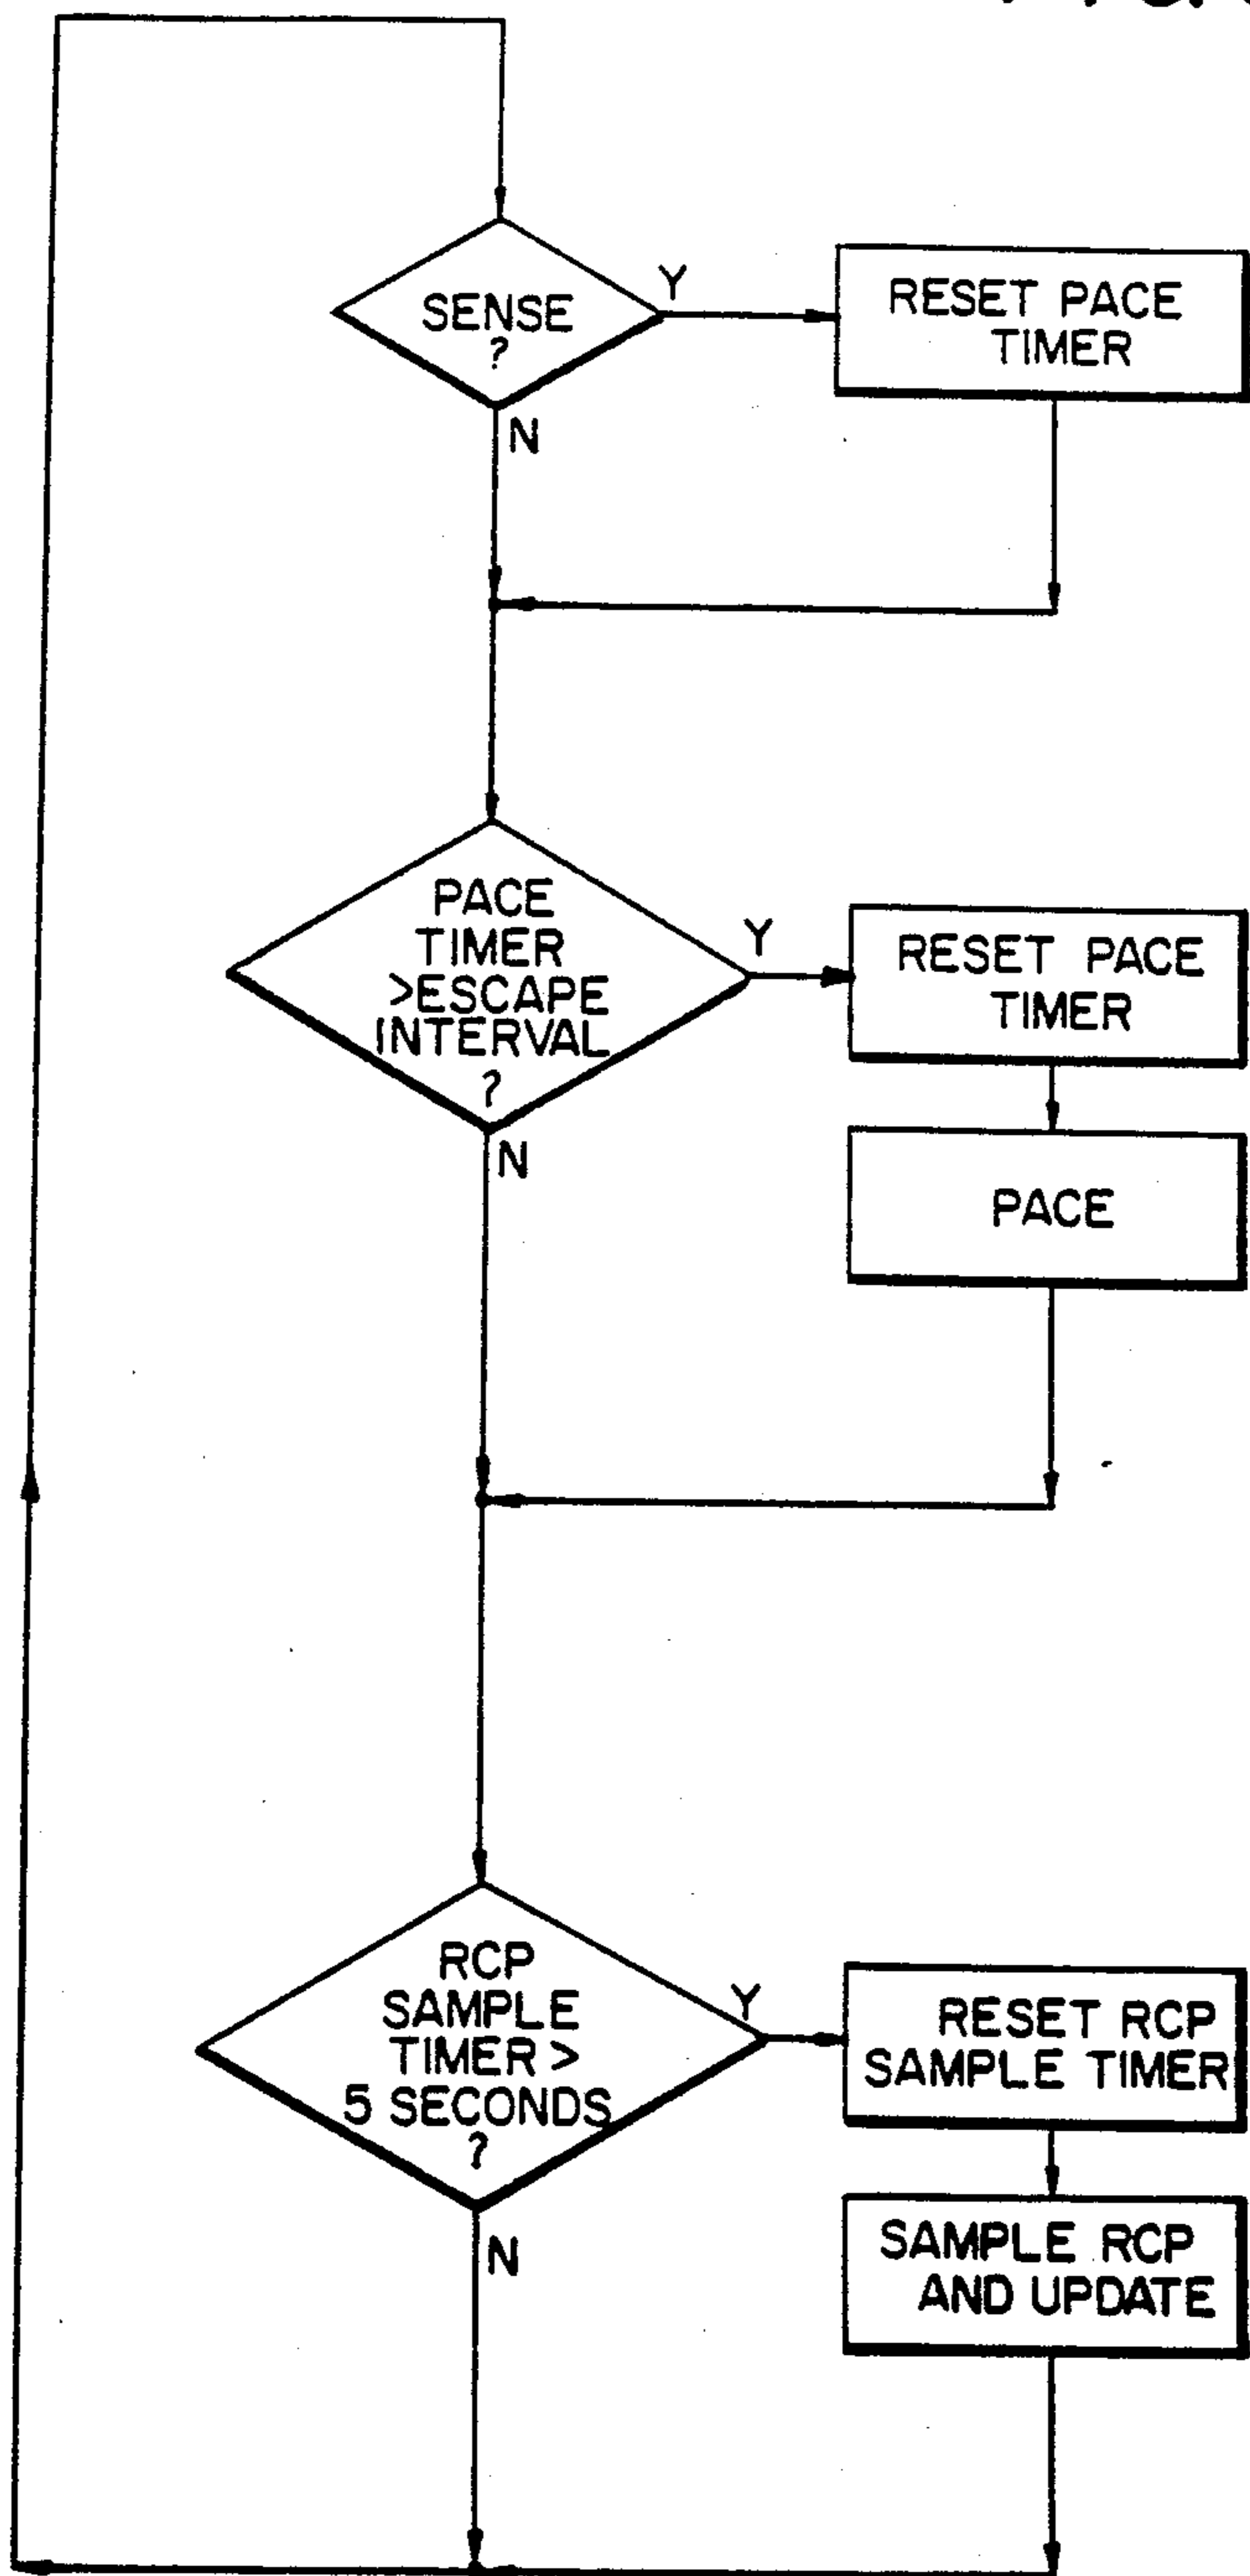 SENSE
?
Y
RESET PACE
TIMER
N
PACE
TIMER
>ESCAPE
INTERVAL
?
Y
RESET PACE
TIMER
N
PACE
RCP
SAMPLE
TIMER >
5 SECONDS
?
Y
RESET RCP
SAMPLE TIMER
N
SAMPLE RCP
AND UPDATE